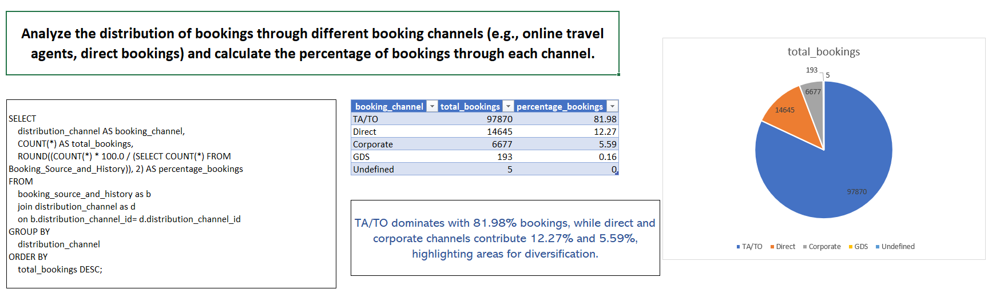 Analyze the distribution of bookings through different booking channels (e.g., online travel
agents, direct bookings) and calculate the percentage of bookings through each channel.
SELECT
distribution_channel AS booking_channel,
COUNT(*) AS total_bookings,
ROUND((COUNT(*) * 100.0 / (SELECT COUNT(*) FROM
Booking_Source_and_History)), 2) AS percentage_bookings
FROM
booking_source_and_history as b
join distribution_channel as d
on b.distribution_channel_id= d.distribution_channel_id
GROUP BY
distribution_channel
ORDER BY
total_bookings DESC;
booking_channel total_bookings percentage_bookings
TA/TO 97870 81.98
Direct 14645 12.27
Corporate 6677 5.59
GDS 193 0.16
Undefined 5 0
TA/TO dominates with 81.98% bookings, while direct and
corporate channels contribute 12.27% and 5.59%,
highlighting areas for diversification.
total_bookings
193
5
6677
14645
97870
TA/TO Direct Corporate GDS Undefined